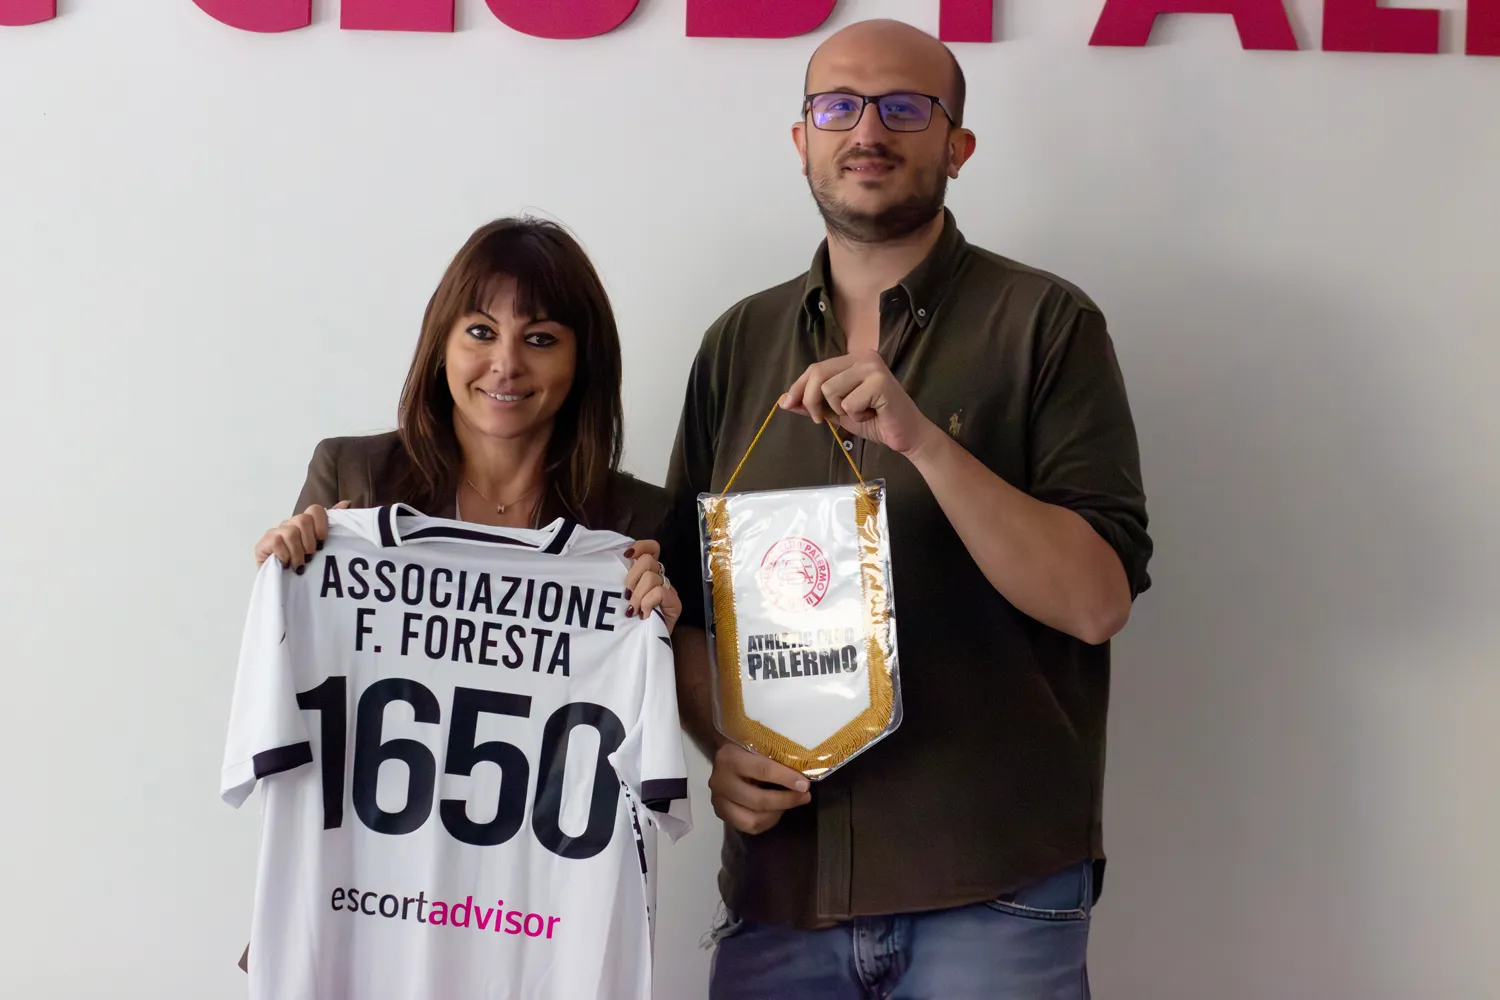 ASSOCIAZIONE
F. FORESTA
1650
escortadvisor
ATHLETIC CLUB
PALERMO